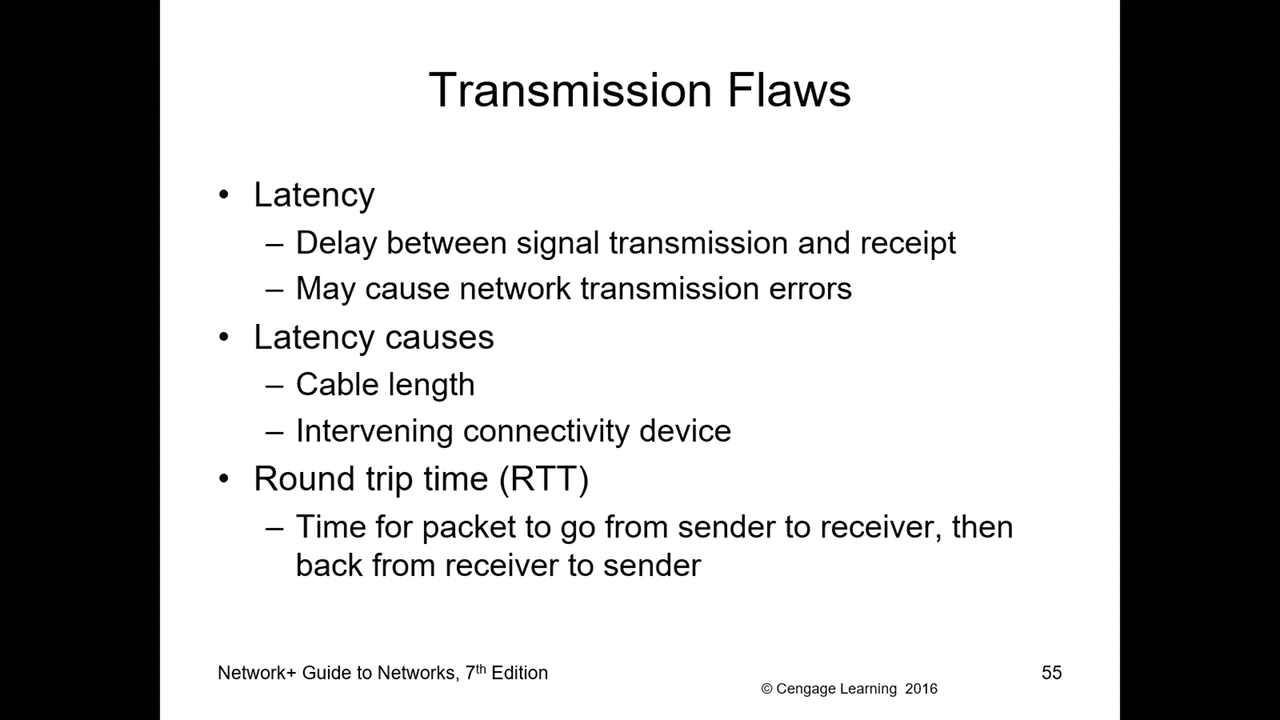 Transmission Flaws
• Latency
– Delay between signal transmission and receipt
– May cause network transmission errors
• Latency causes
– Cable length
– Intervening connectivity device
• Round trip time (RTT)
– Time for packet to go from sender to receiver, then
back from receiver to sender
Network+ Guide to Networks, 7th Edition
55
© Cengage Learning 2016